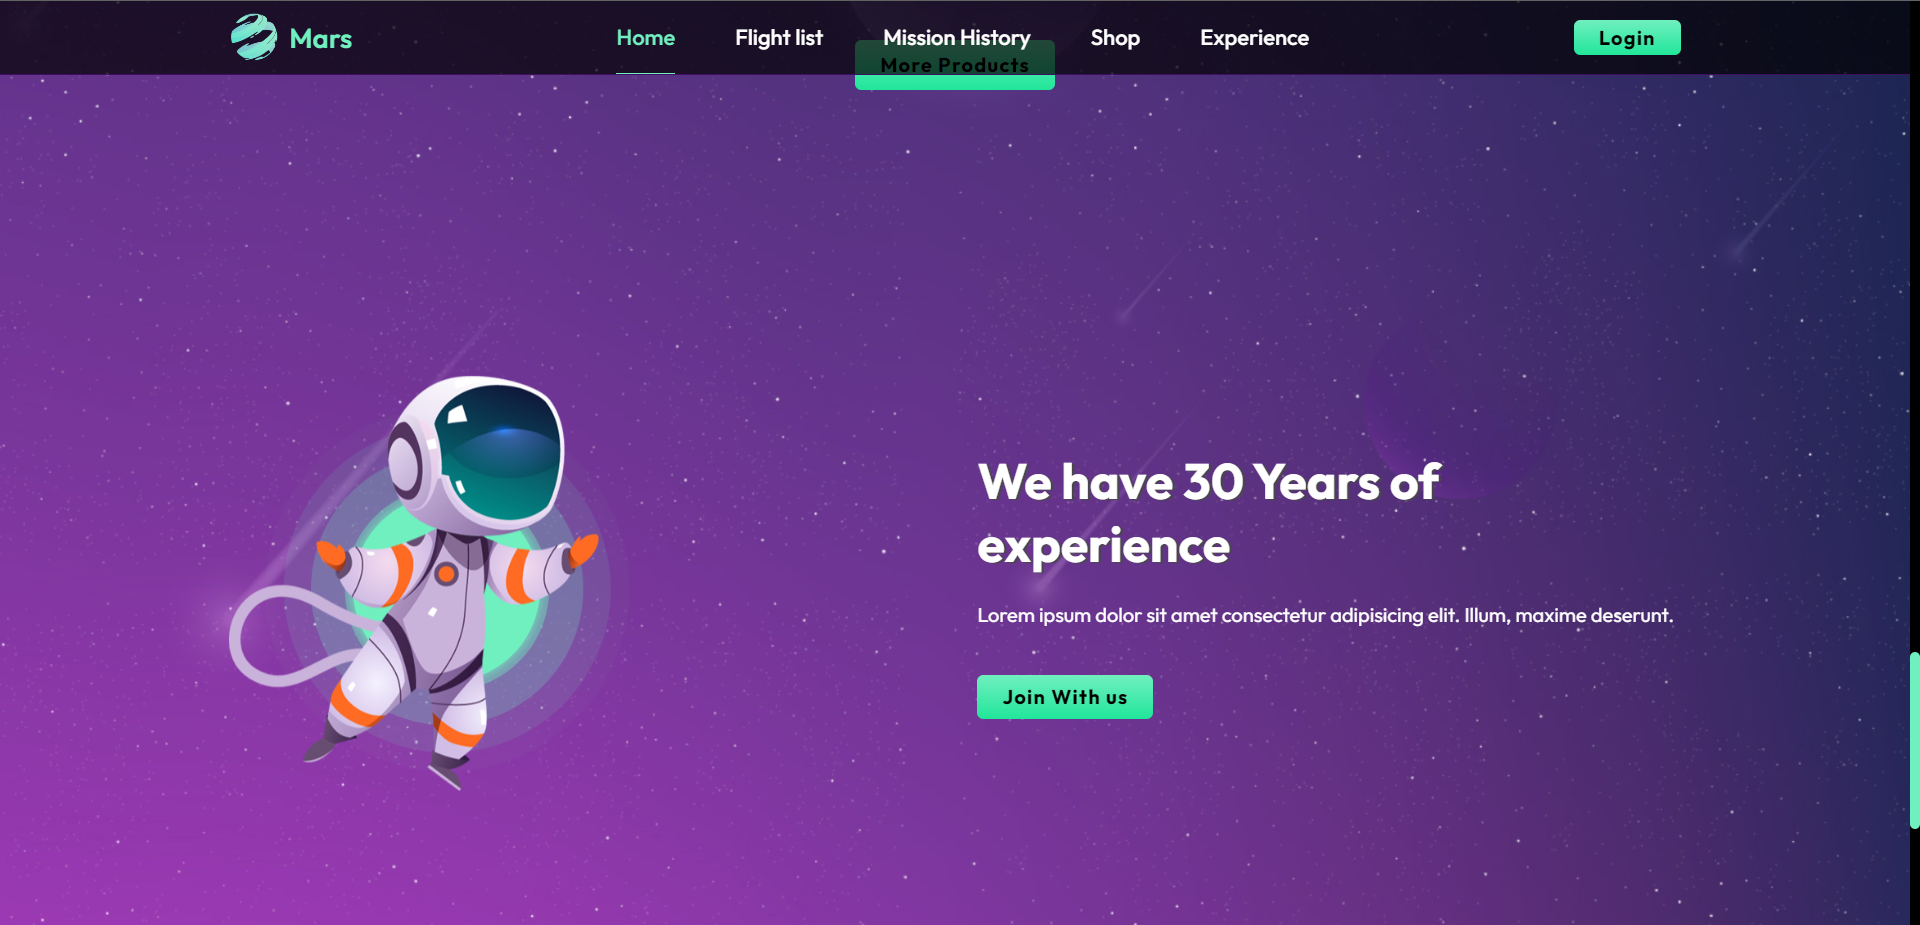 Mars
Home
Flight list
Mission History
Shop
Experience
Login
More Products
We have 30 Years of
experience
Lorem ipsum dolor sit amet consectetur adipisicing elit. Illum, maxime deserunt.
Join With us